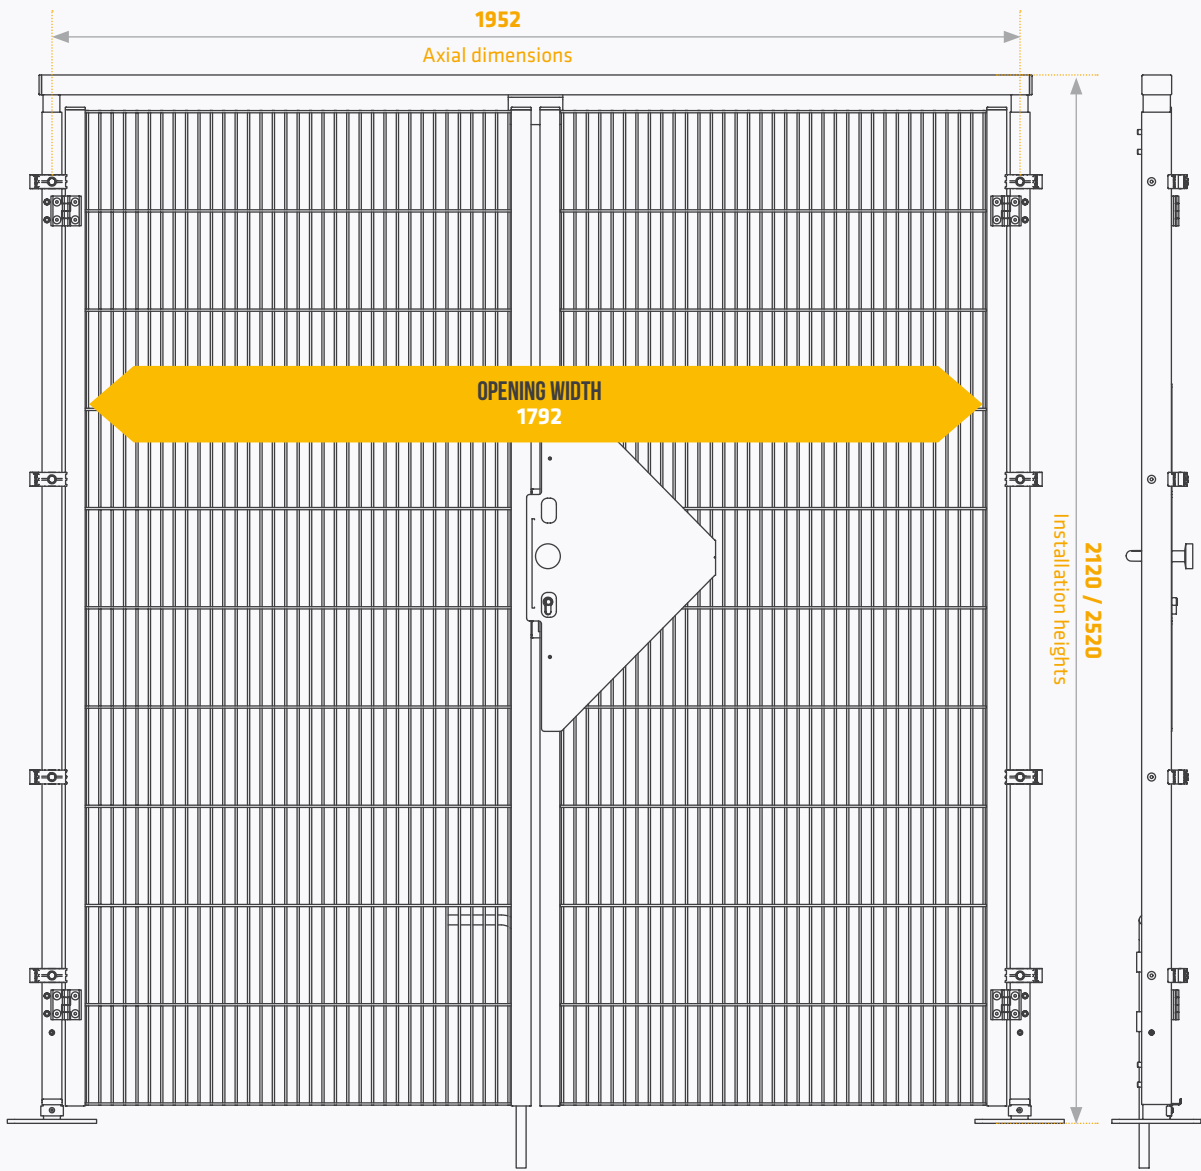 1952
Axial dimensions
OPENING WIDTH
1792
2120 / 2520
Installation heights